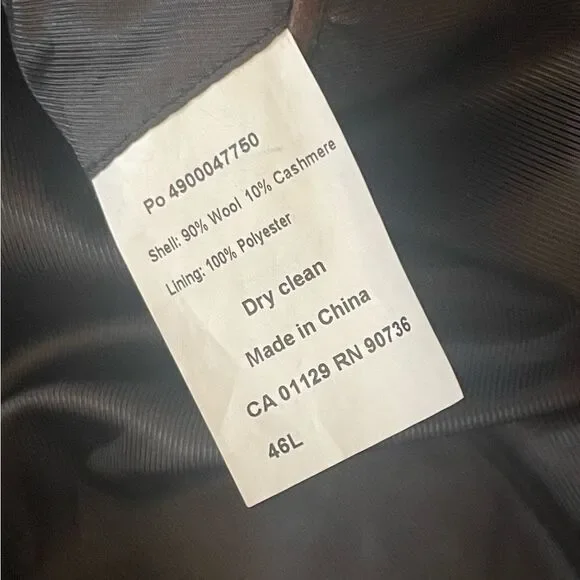 Po 4900047750
Shell: 90% Wool 10% Cashmere
Lining: 100% Polyester
Dry clean
Made in China
CA 01129 RN 90736
46L